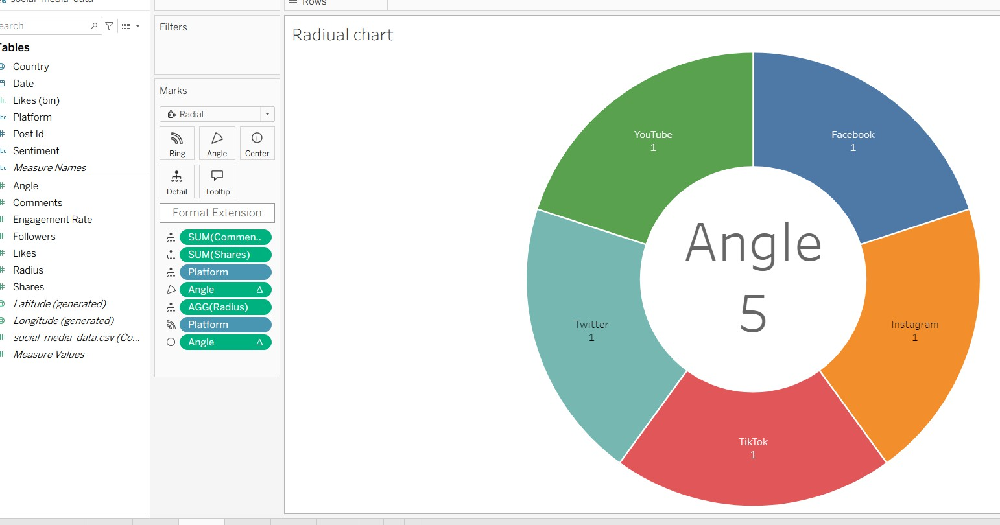 social_media_data
Rows
earch
Tables
Country
Date
Likes (bin)
Platform
Post Id
Sentiment
Measure Names
Angle
Comments
Engagement Rate
Followers
Likes
Radius
Shares
Latitude (generated)
Longitude (generated)
social_media_data.csv (Co...
Measure Values
Filters
Marks
Radial
Ring
Angle
Center
Detail
Tooltip
Format Extension
SUM(Commen..
SUM(Shares)
Platform
Angle Δ
AGG(Radius)
Platform
Angle Δ
Radiual chart
YouTube
1
Facebook
1
Angle
5
Twitter
1
Instagram
1
TikTok
1